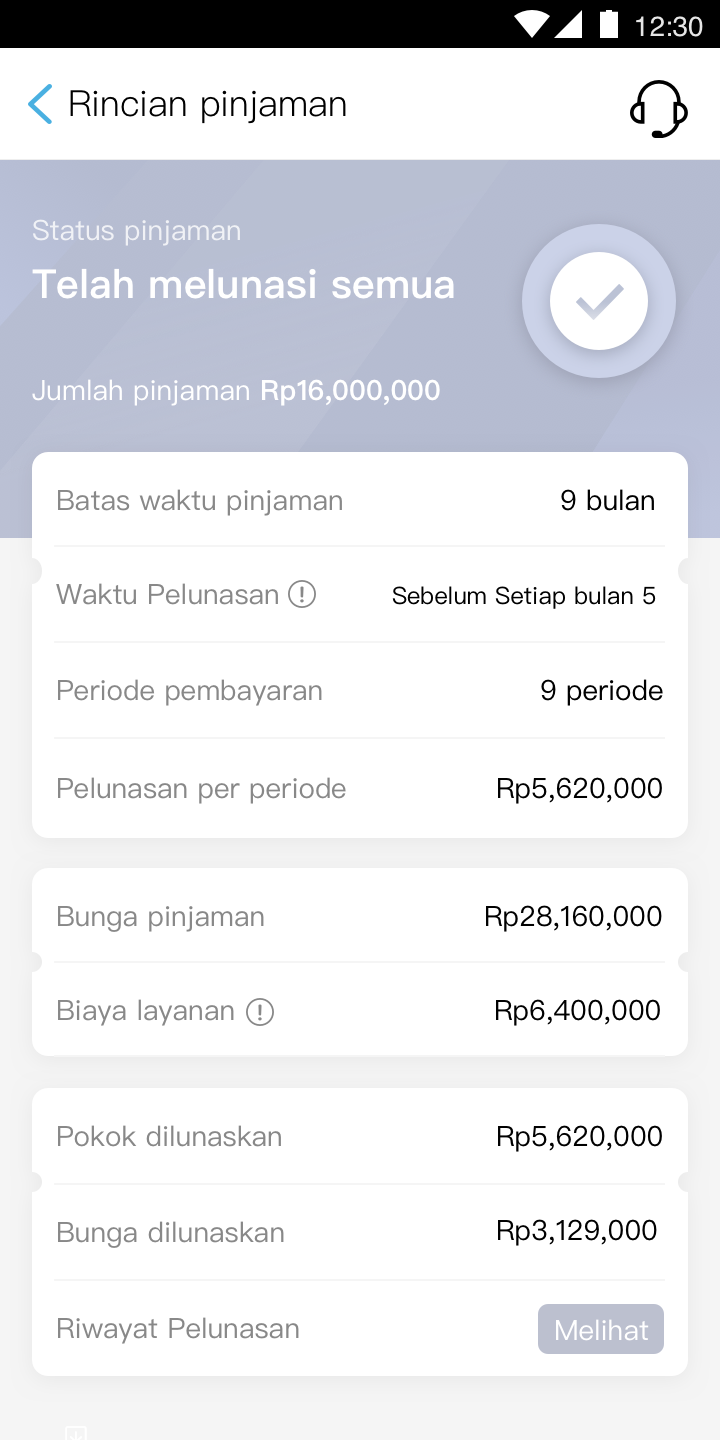 12:30
Rincian pinjaman
Status pinjaman
Telah melunasi semua
Jumlah pinjaman Rp16,000,000
Batas waktu pinjaman 9 bulan
Waktu Pelunasan Sebelum Setiap bulan 5
Periode pembayaran 9 periode
Pelunasan per periode Rp5,620,000
Bunga pinjaman Rp28,160,000
Biaya layanan Rp6,400,000
Pokok dilunaskan Rp5,620,000
Bunga dilunaskan Rp3,129,000
Riwayat Pelunasan Melihat